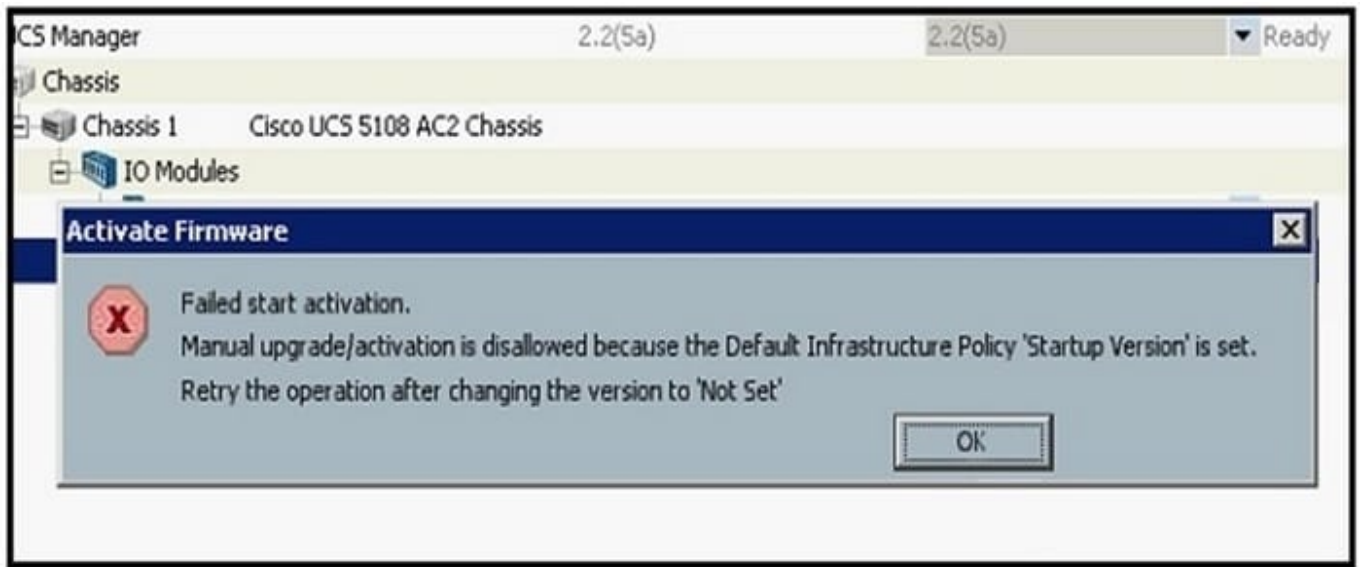 UCS Manager 2.2(5a) 2.2(5a) Ready
Chassis
Chassis 1 Cisco UCS 5108 AC2 Chassis
IO Modules
Activate Firmware
Failed start activation.
Manual upgrade/activation is disallowed because the Default Infrastructure Policy 'Startup Version' is set.
Retry the operation after changing the version to 'Not Set'
OK